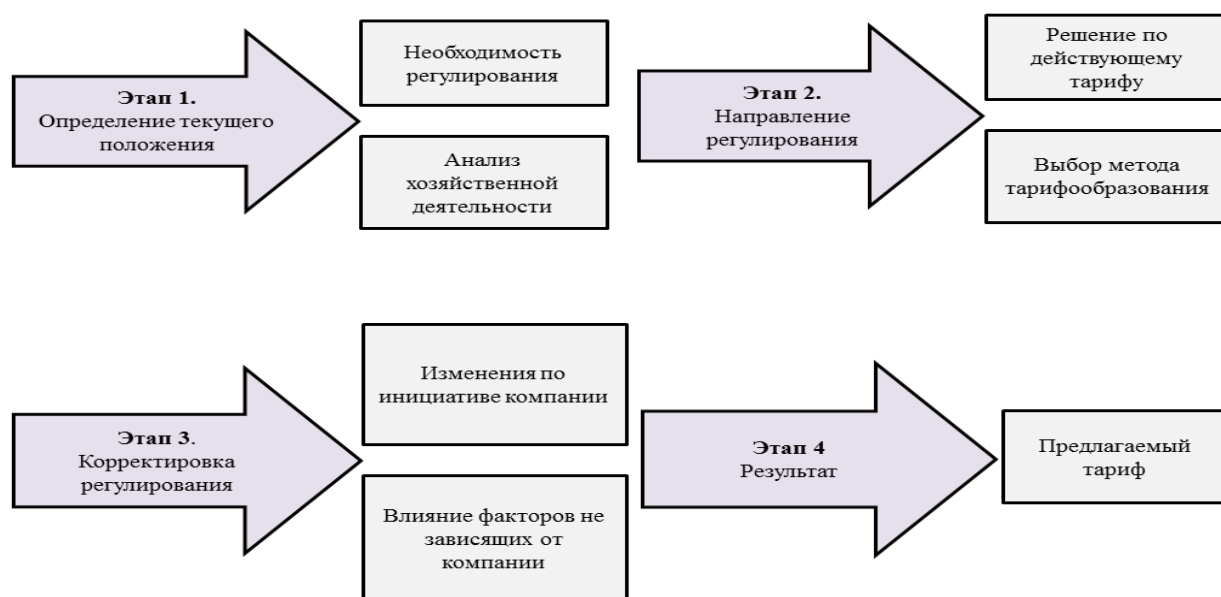 Этап 1.
Определение текущего
положения
Необходимость
регулирования
Анализ
хозяйственной
деятельности
Этап 2.
Направление
регулирования
Решение по
действующему
тарифу
Выбор метода
тарифообразования
Этап 3.
Корректировка
регулирования
Изменения по
инициативе компании
Влияние факторов не
зависящих от
компании
Этап 4
Результат
Предлагаемый
тариф